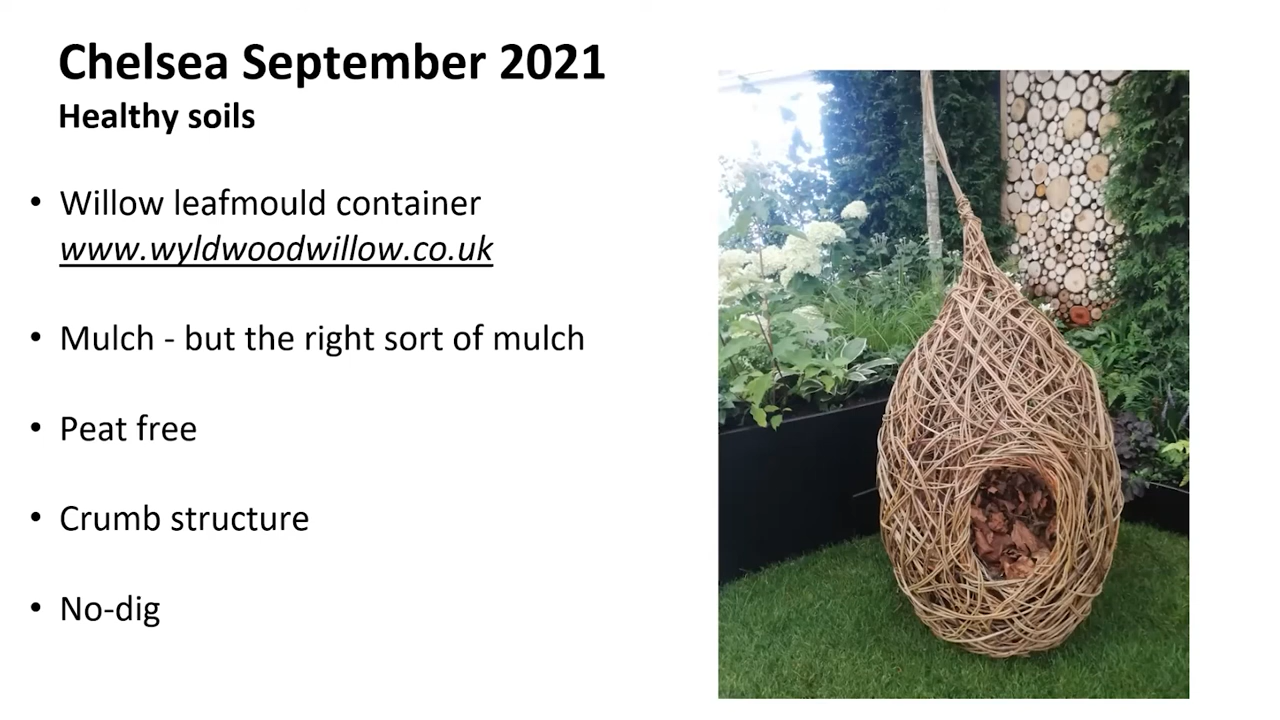 Chelsea September 2021
Healthy soils
• Willow leafmould container
www.wyldwoodwillow.co.uk
• Mulch - but the right sort of mulch
• Peat free
• Crumb structure
• No-dig